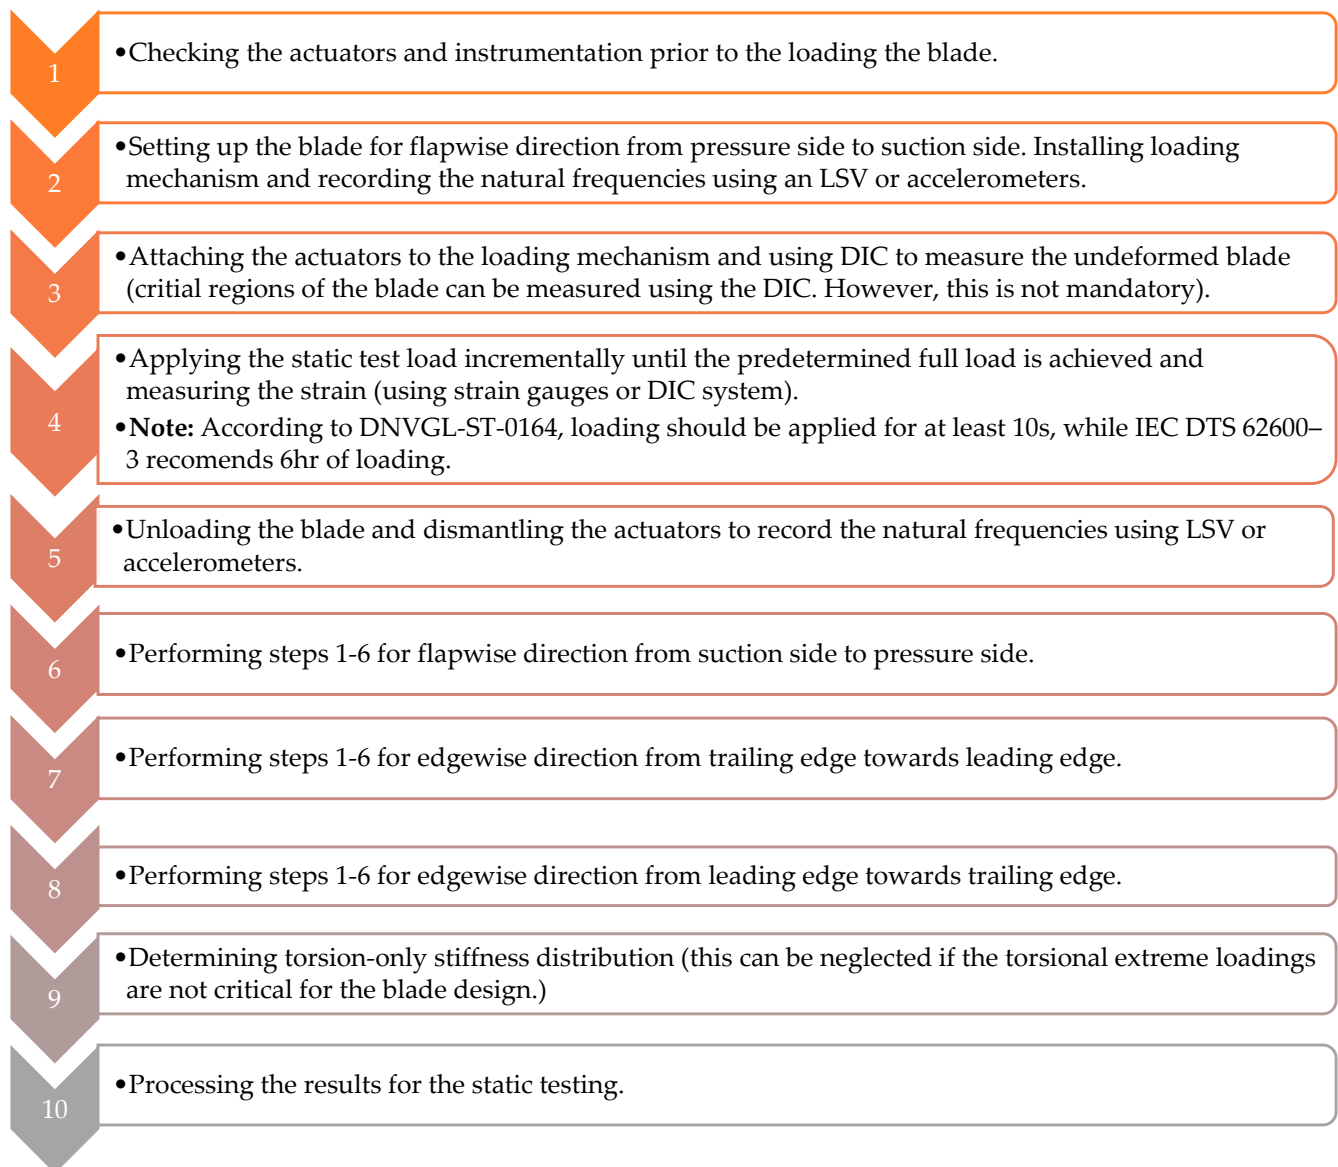 1
•Checking the actuators and instrumentation prior to the loading the blade.
2
•Setting up the blade for flapwise direction from pressure side to suction side. Installing loading
mechanism and recording the natural frequencies using an LSV or accelerometers.
3
•Attaching the actuators to the loading mechanism and using DIC to measure the undeformed blade
(critial regions of the blade can be measured using the DIC. However, this is not mandatory).
4
•Applying the static test load incrementally until the predetermined full load is achieved and
measuring the strain (using strain gauges or DIC system).
•Note: According to DNVGL-ST-0164, loading should be applied for at least 10s, while IEC DTS 62600–
3 recomends 6hr of loading.
5
•Unloading the blade and dismantling the actuators to record the natural frequencies using LSV or
accelerometers.
6
•Performing steps 1-6 for flapwise direction from suction side to pressure side.
7
•Performing steps 1-6 for edgewise direction from trailing edge towards leading edge.
8
•Performing steps 1-6 for edgewise direction from leading edge towards trailing edge.
9
•Determining torsion-only stiffness distribution (this can be neglected if the torsional extreme loadings
are not critical for the blade design.)
10
•Processing the results for the static testing.